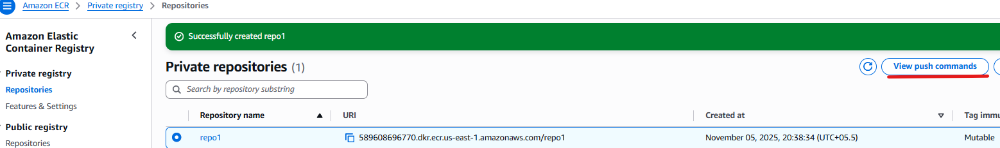 Amazon ECR > Private registry > Repositories
Amazon Elastic
Container Registry
Private registry
Repositories
Features & Settings
Public registry
Repositories
Successfully created repo1
Private repositories (1)
View push commands
Search by repository substring
Repository name URI Created at Tag immu
repo1 589608696770.dkr.ecr.us-east-1.amazonaws.com/repo1 November 05, 2025, 20:38:34 (UTC+05.5) Mutable